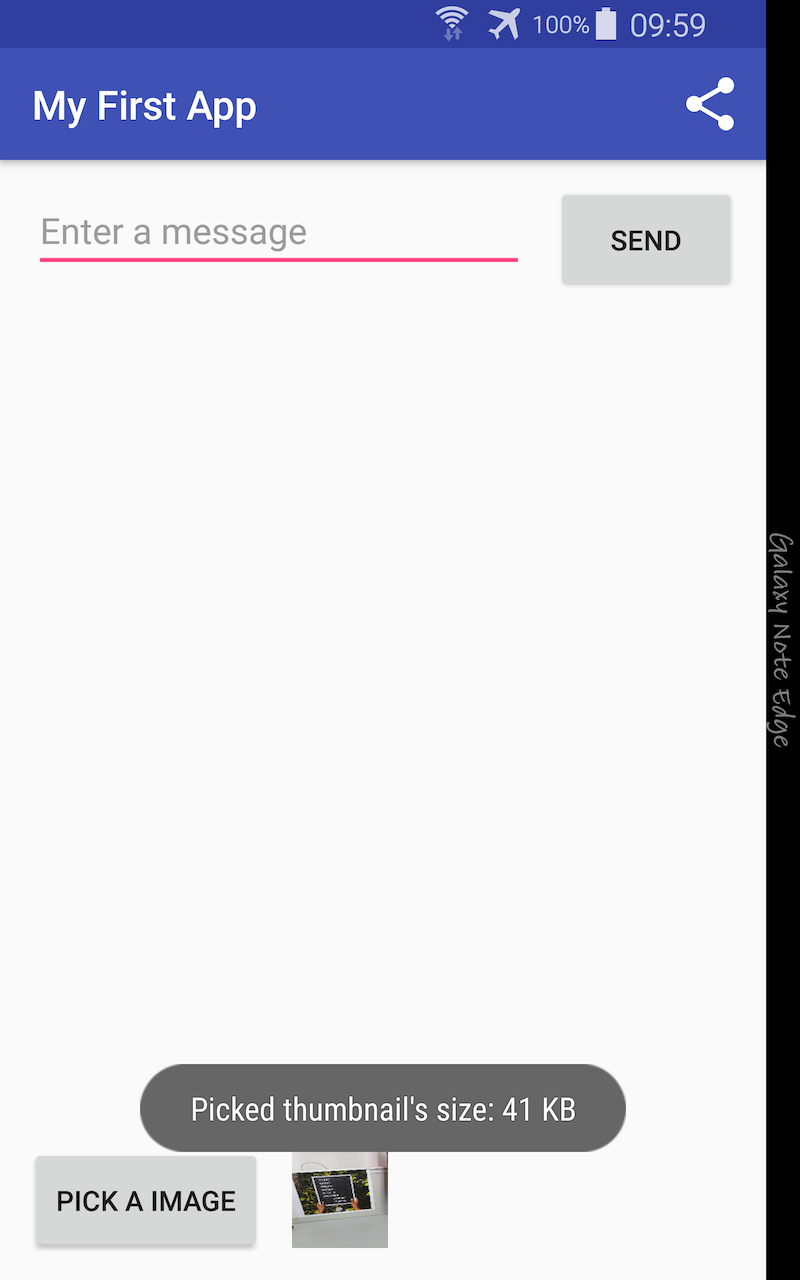 100% 09:59
My First App
Enter a message
SEND
Galaxy Note Edge
Picked thumbnail's size: 41 KB
PICK A IMAGE